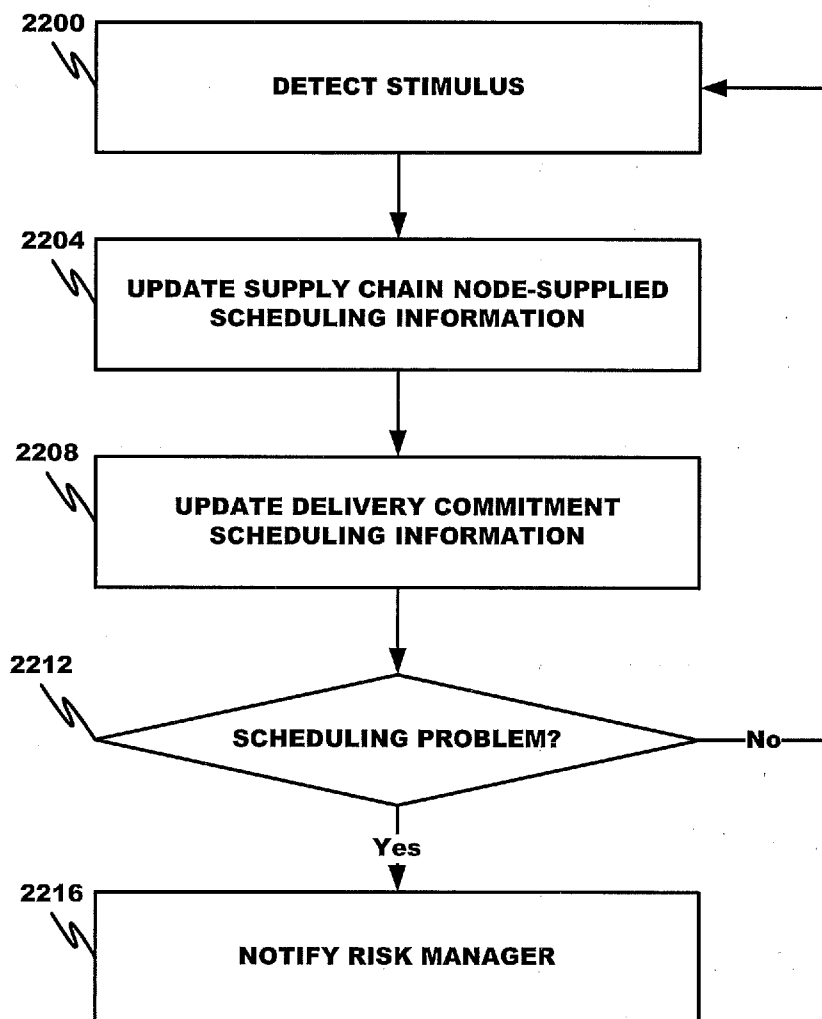 2200
DETECT STIMULUS
2204
UPDATE SUPPLY CHAIN NODE-SUPPLIED
SCHEDULING INFORMATION
2208
UPDATE DELIVERY COMMITMENT
SCHEDULING INFORMATION
2212
SCHEDULING PROBLEM?
No
Yes
2216
NOTIFY RISK MANAGER